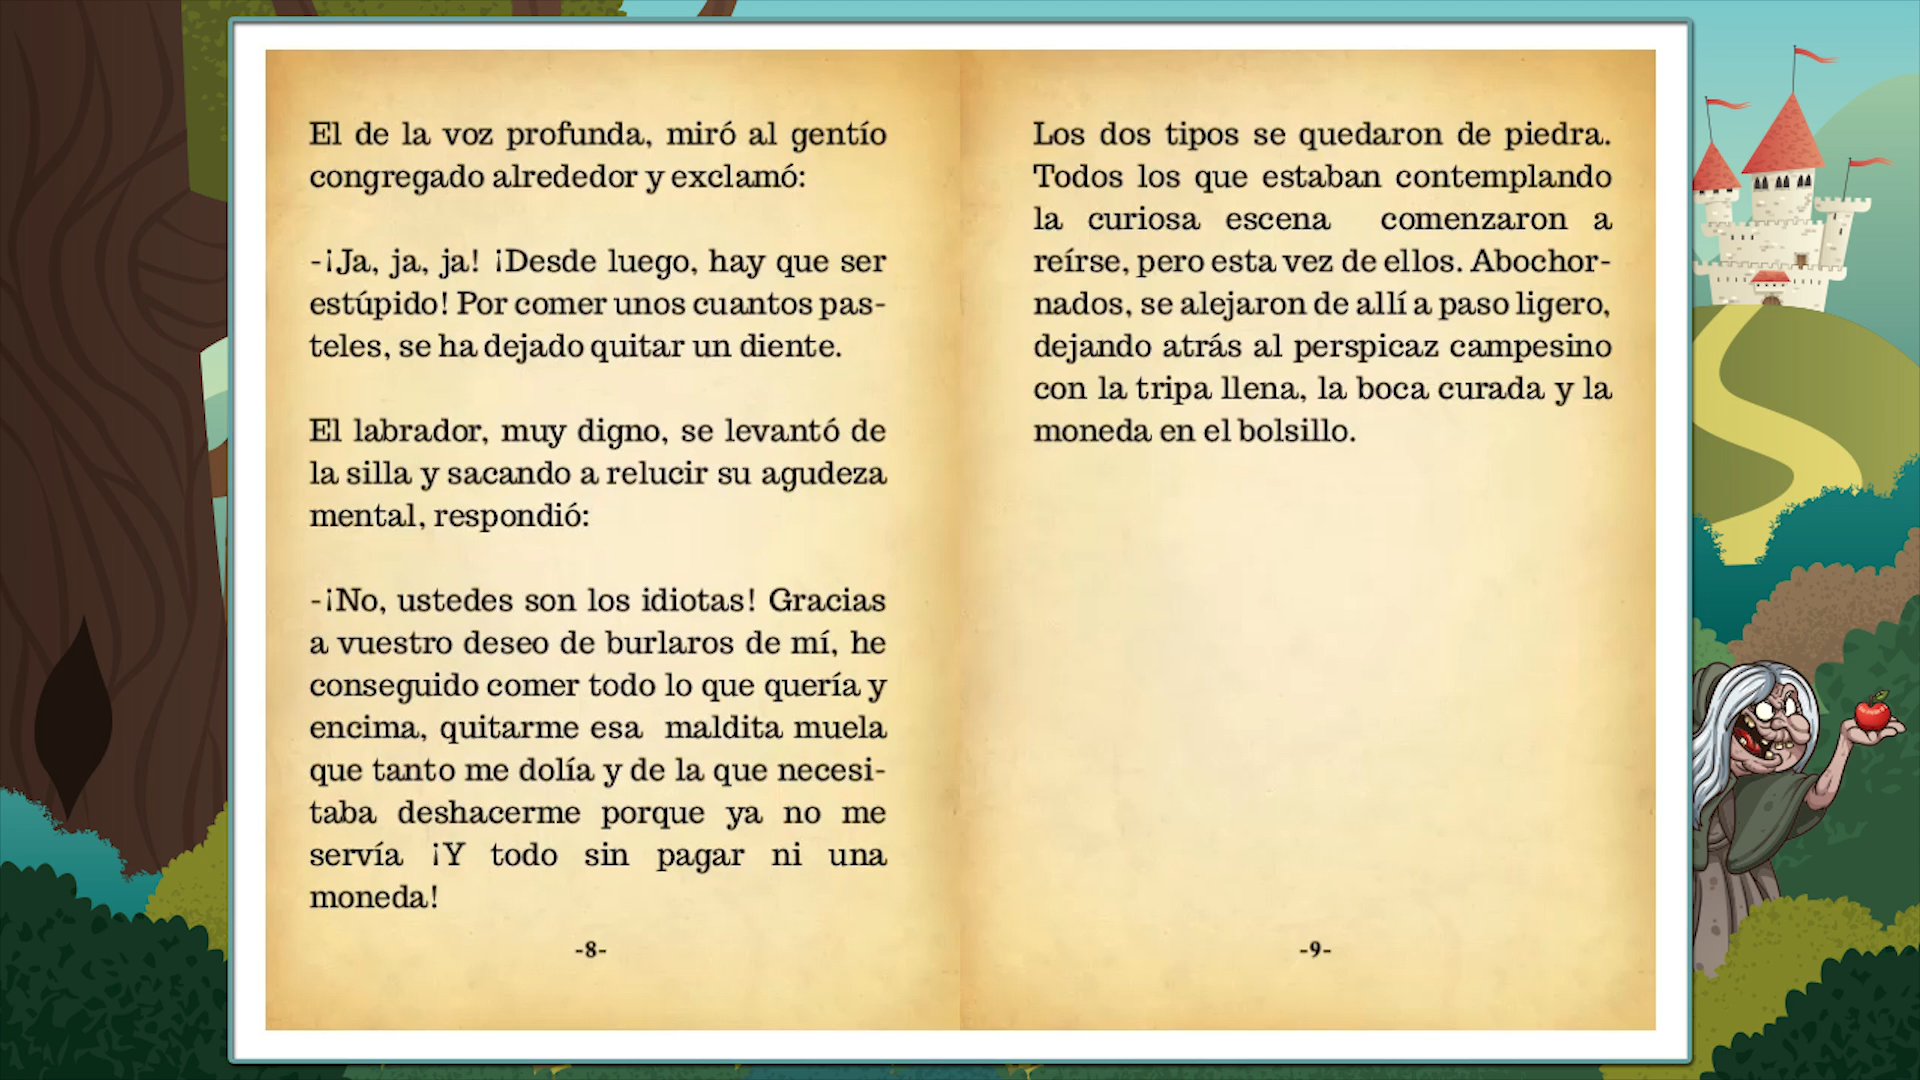 El de la voz profunda, miró al gentío
congregado alrededor y exclamó:
-¡Ja, ja, ja! ¡Desde luego, hay que ser
estúpido! Por comer unos cuantos pas-
teles, se ha dejado quitar un diente.
El labrador, muy digno, se levantó de
la silla y sacando a relucir su agudeza
mental, respondió:
-¡No, ustedes son los idiotas! Gracias
a vuestro deseo de burlaros de mí, he
conseguido comer todo lo que quería y
encima, quitarme esa maldita muela
que tanto me dolía y de la que necesi-
taba deshacerme porque ya no me
servía ¡Y todo sin pagar ni una
moneda!
-8-
Los dos tipos se quedaron de piedra.
Todos los que estaban contemplando
la curiosa escena comenzaron a
reírse, pero esta vez de ellos. Abochor-
nados, se alejaron de allí a paso ligero,
dejando atrás al perspicaz campesino
con la tripa llena, la boca curada y la
moneda en el bolsillo.
-9-